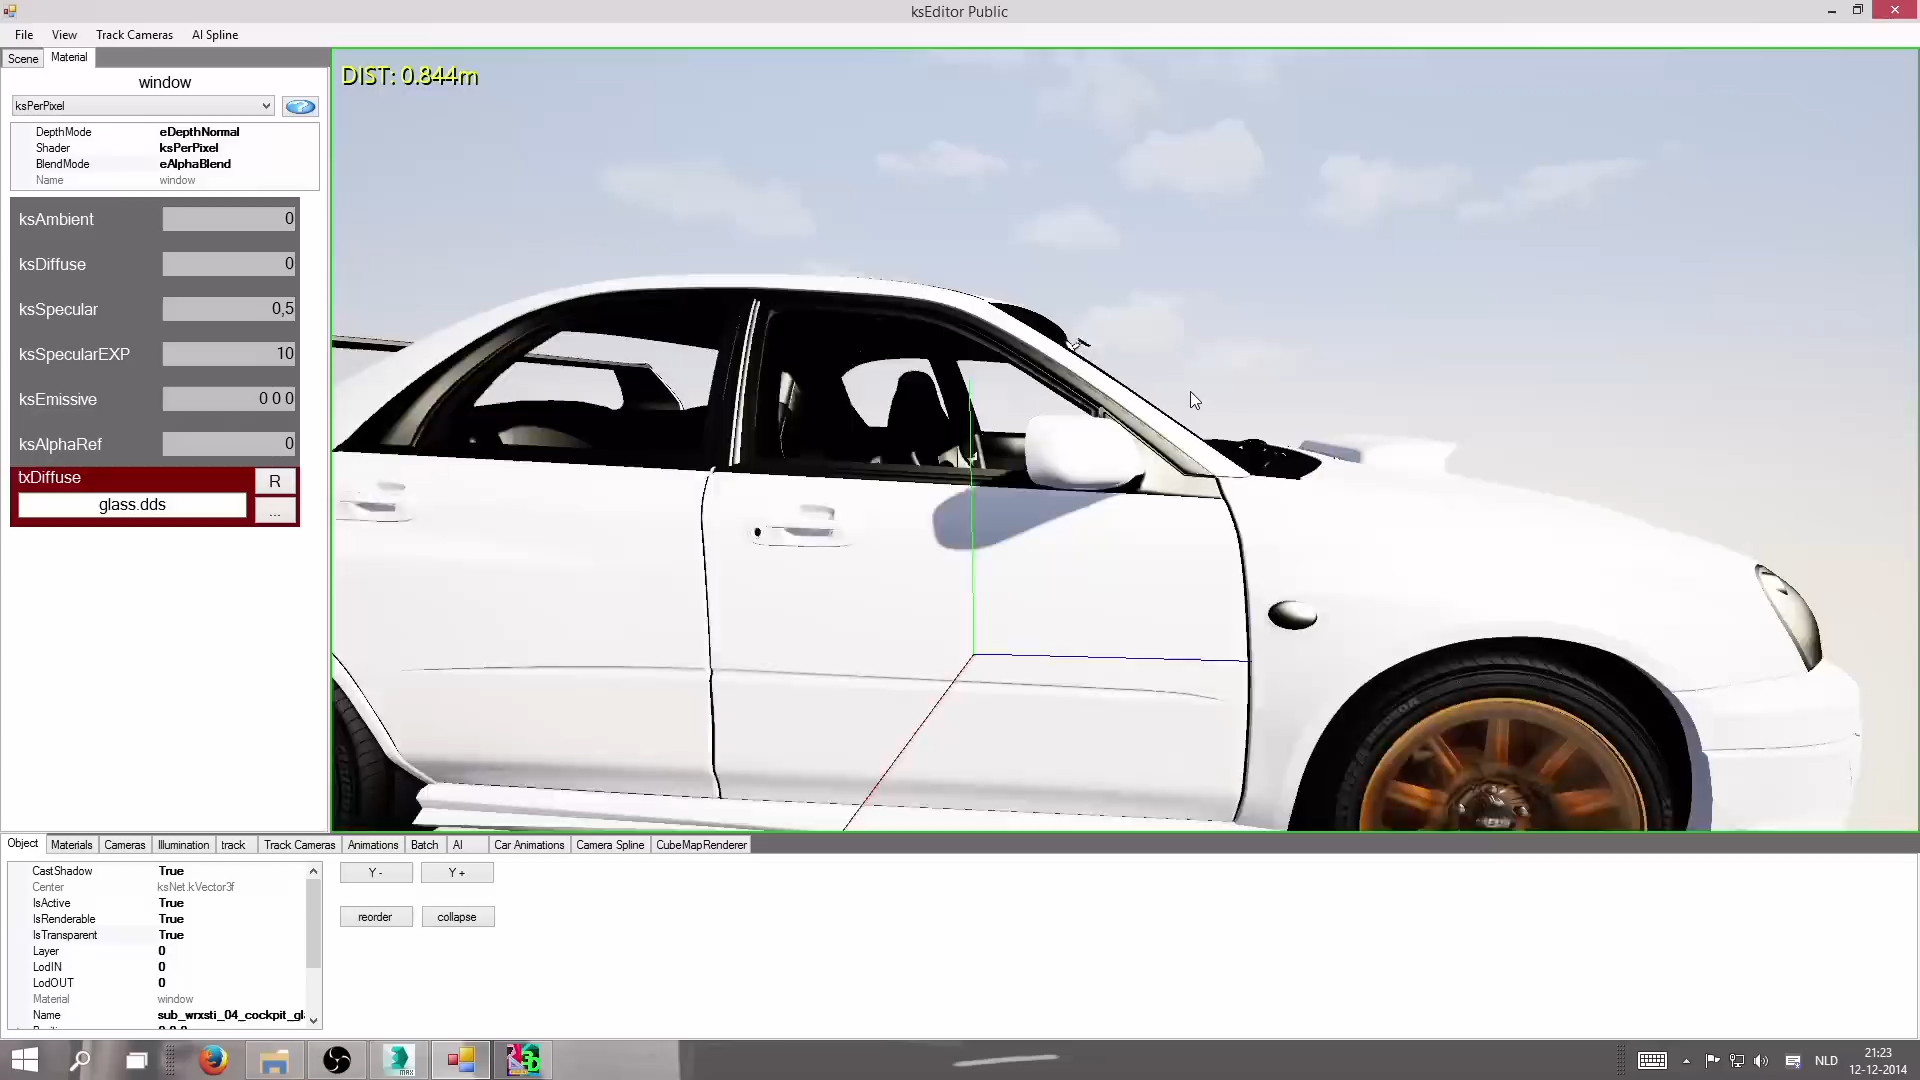 ksEditor Public
File View Track Cameras AI Spline
Scene Material
window
ksPerPixel
DepthMode eDepthNormal
Shader ksPerPixel
BlendMode eAlphaBlend
Name window
ksAmbient 0
ksDiffuse 0
ksSpecular 0,5
ksSpecularEXP 10
ksEmissive 0 0 0
ksAlphaRef 0
txDiffuse R
glass.dds ...
DIST: 0.844m
Object Materials Cameras Illumination track Track Cameras Animations Batch AI Car Animations Camera Spline CubeMapRenderer
CastShadow True
Center ksNet.kVector3f
IsActive True
IsRenderable True
IsTransparent True
Layer 0
LodIN 0
LodOUT 0
Material window
Name sub_wrxsti_04_cockpit_gl
Y - Y +
reorder collapse
MAX
NLD
21:23
12-12-2014